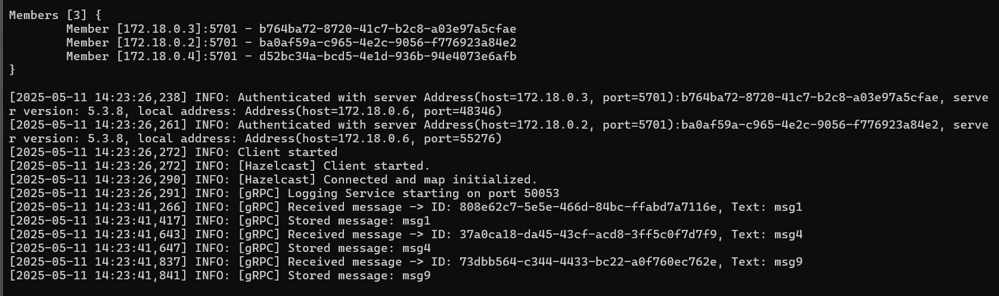 Members [3] {
        Member [172.18.0.3]:5701 - b764ba72-8720-41c7-b2c8-a03e97a5cfae
        Member [172.18.0.2]:5701 - ba0af59a-c965-4e2c-9056-f776923a84e2
        Member [172.18.0.4]:5701 - d52bc34a-bcd5-4e1d-936b-94e4073e6afb
}
[2025-05-11 14:23:26,238] INFO: Authenticated with server Address(host=172.18.0.3, port=5701):b764ba72-8720-41c7-b2c8-a03e97a5cfae, serve
r version: 5.3.8, local address: Address(host=172.18.0.6, port=48346)
[2025-05-11 14:23:26,261] INFO: Authenticated with server Address(host=172.18.0.2, port=5701):ba0af59a-c965-4e2c-9056-f776923a84e2, serve
r version: 5.3.8, local address: Address(host=172.18.0.6, port=55276)
[2025-05-11 14:23:26,272] INFO: Client started
[2025-05-11 14:23:26,272] INFO: [Hazelcast] Client started.
[2025-05-11 14:23:26,290] INFO: [Hazelcast] Connected and map initialized.
[2025-05-11 14:23:26,291] INFO: [gRPC] Logging Service starting on port 50053
[2025-05-11 14:23:41,266] INFO: [gRPC] Received message -> ID: 808e62c7-5e5e-466d-84bc-ffabd7a7116e, Text: msg1
[2025-05-11 14:23:41,417] INFO: [gRPC] Stored message: msg1
[2025-05-11 14:23:41,643] INFO: [gRPC] Received message -> ID: 37a0ca18-da45-43cf-acd8-3ff5c0f7d7f9, Text: msg4
[2025-05-11 14:23:41,647] INFO: [gRPC] Stored message: msg4
[2025-05-11 14:23:41,837] INFO: [gRPC] Received message -> ID: 73dbb564-c344-4433-bc22-a0f760ec762e, Text: msg9
[2025-05-11 14:23:41,841] INFO: [gRPC] Stored message: msg9